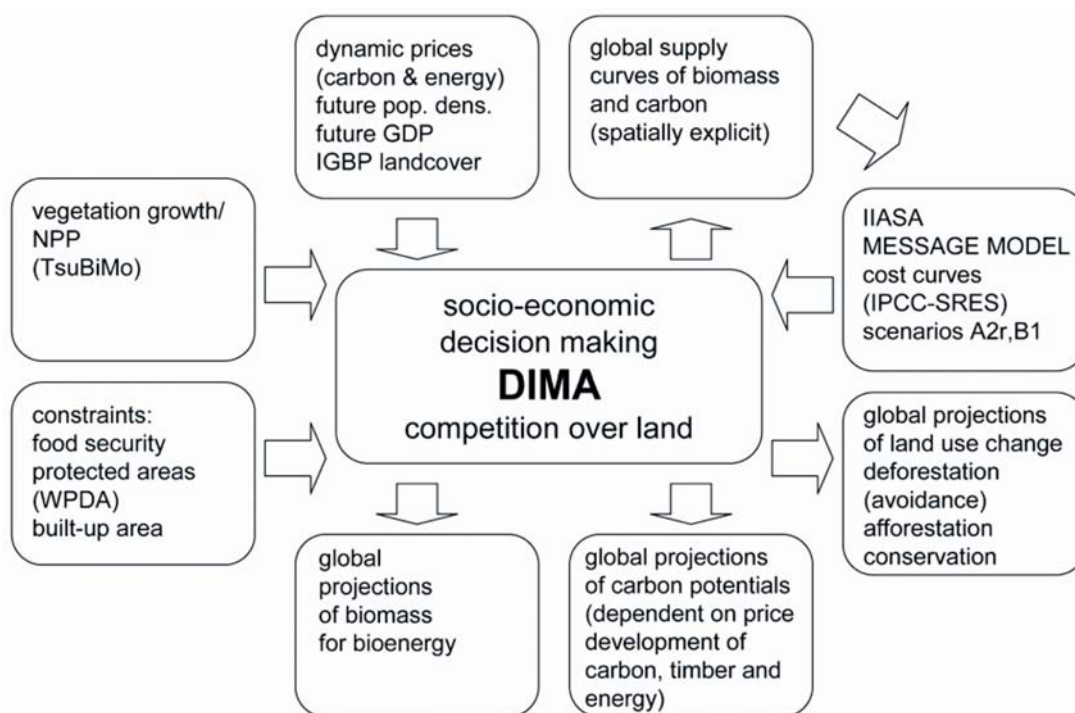 dynamic prices
(carbon & energy)
future pop. dens.
future GDP
IGBP landcover
global supply
curves of biomass
and carbon
(spatially explicit)
vegetation growth/
NPP
(TsuBiMo)
IIASA
MESSAGE MODEL
cost curves
(IPCC-SRES)
scenarios A2r,B1
socio-economic
decision making
DIMA
competition over land
constraints:
food security
protected areas
(WPDA)
built-up area
global projections
of land use change
deforestation
(avoidance)
afforestation
conservation
global
projections
of biomass
for bioenergy
global projections
of carbon potentials
(dependent on price
development of
carbon, timber and
energy)